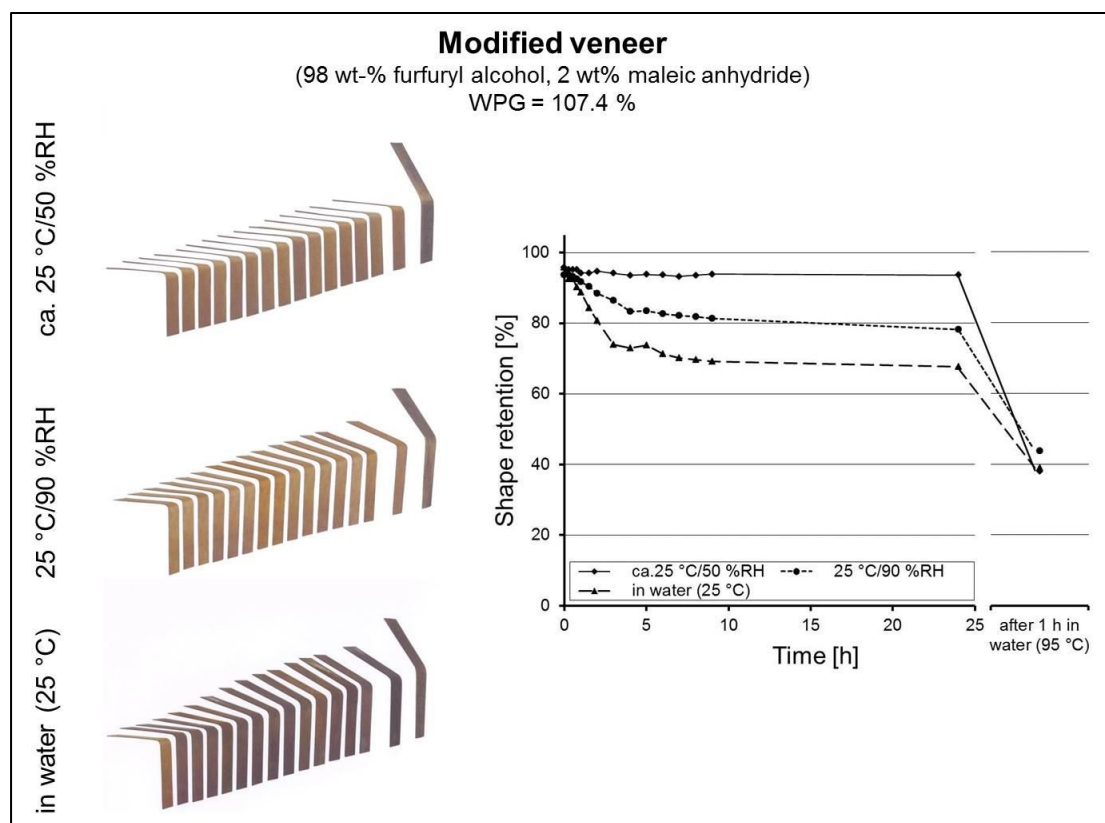 Modified veneer
(98 wt-% furfuryl alcohol, 2 wt% maleic anhydride)
WPG = 107.4 %
ca. 25 °C/50 %RH
25 °C/90 %RH
in water (25 °C)
Shape retention [%]
100
80
60
40
20
0
ca.25 °C/50 %RH
25 °C/90 %RH
in water (25 °C)
0
5
10
15
20
25
after 1 h in
water (95 °C)
Time [h]